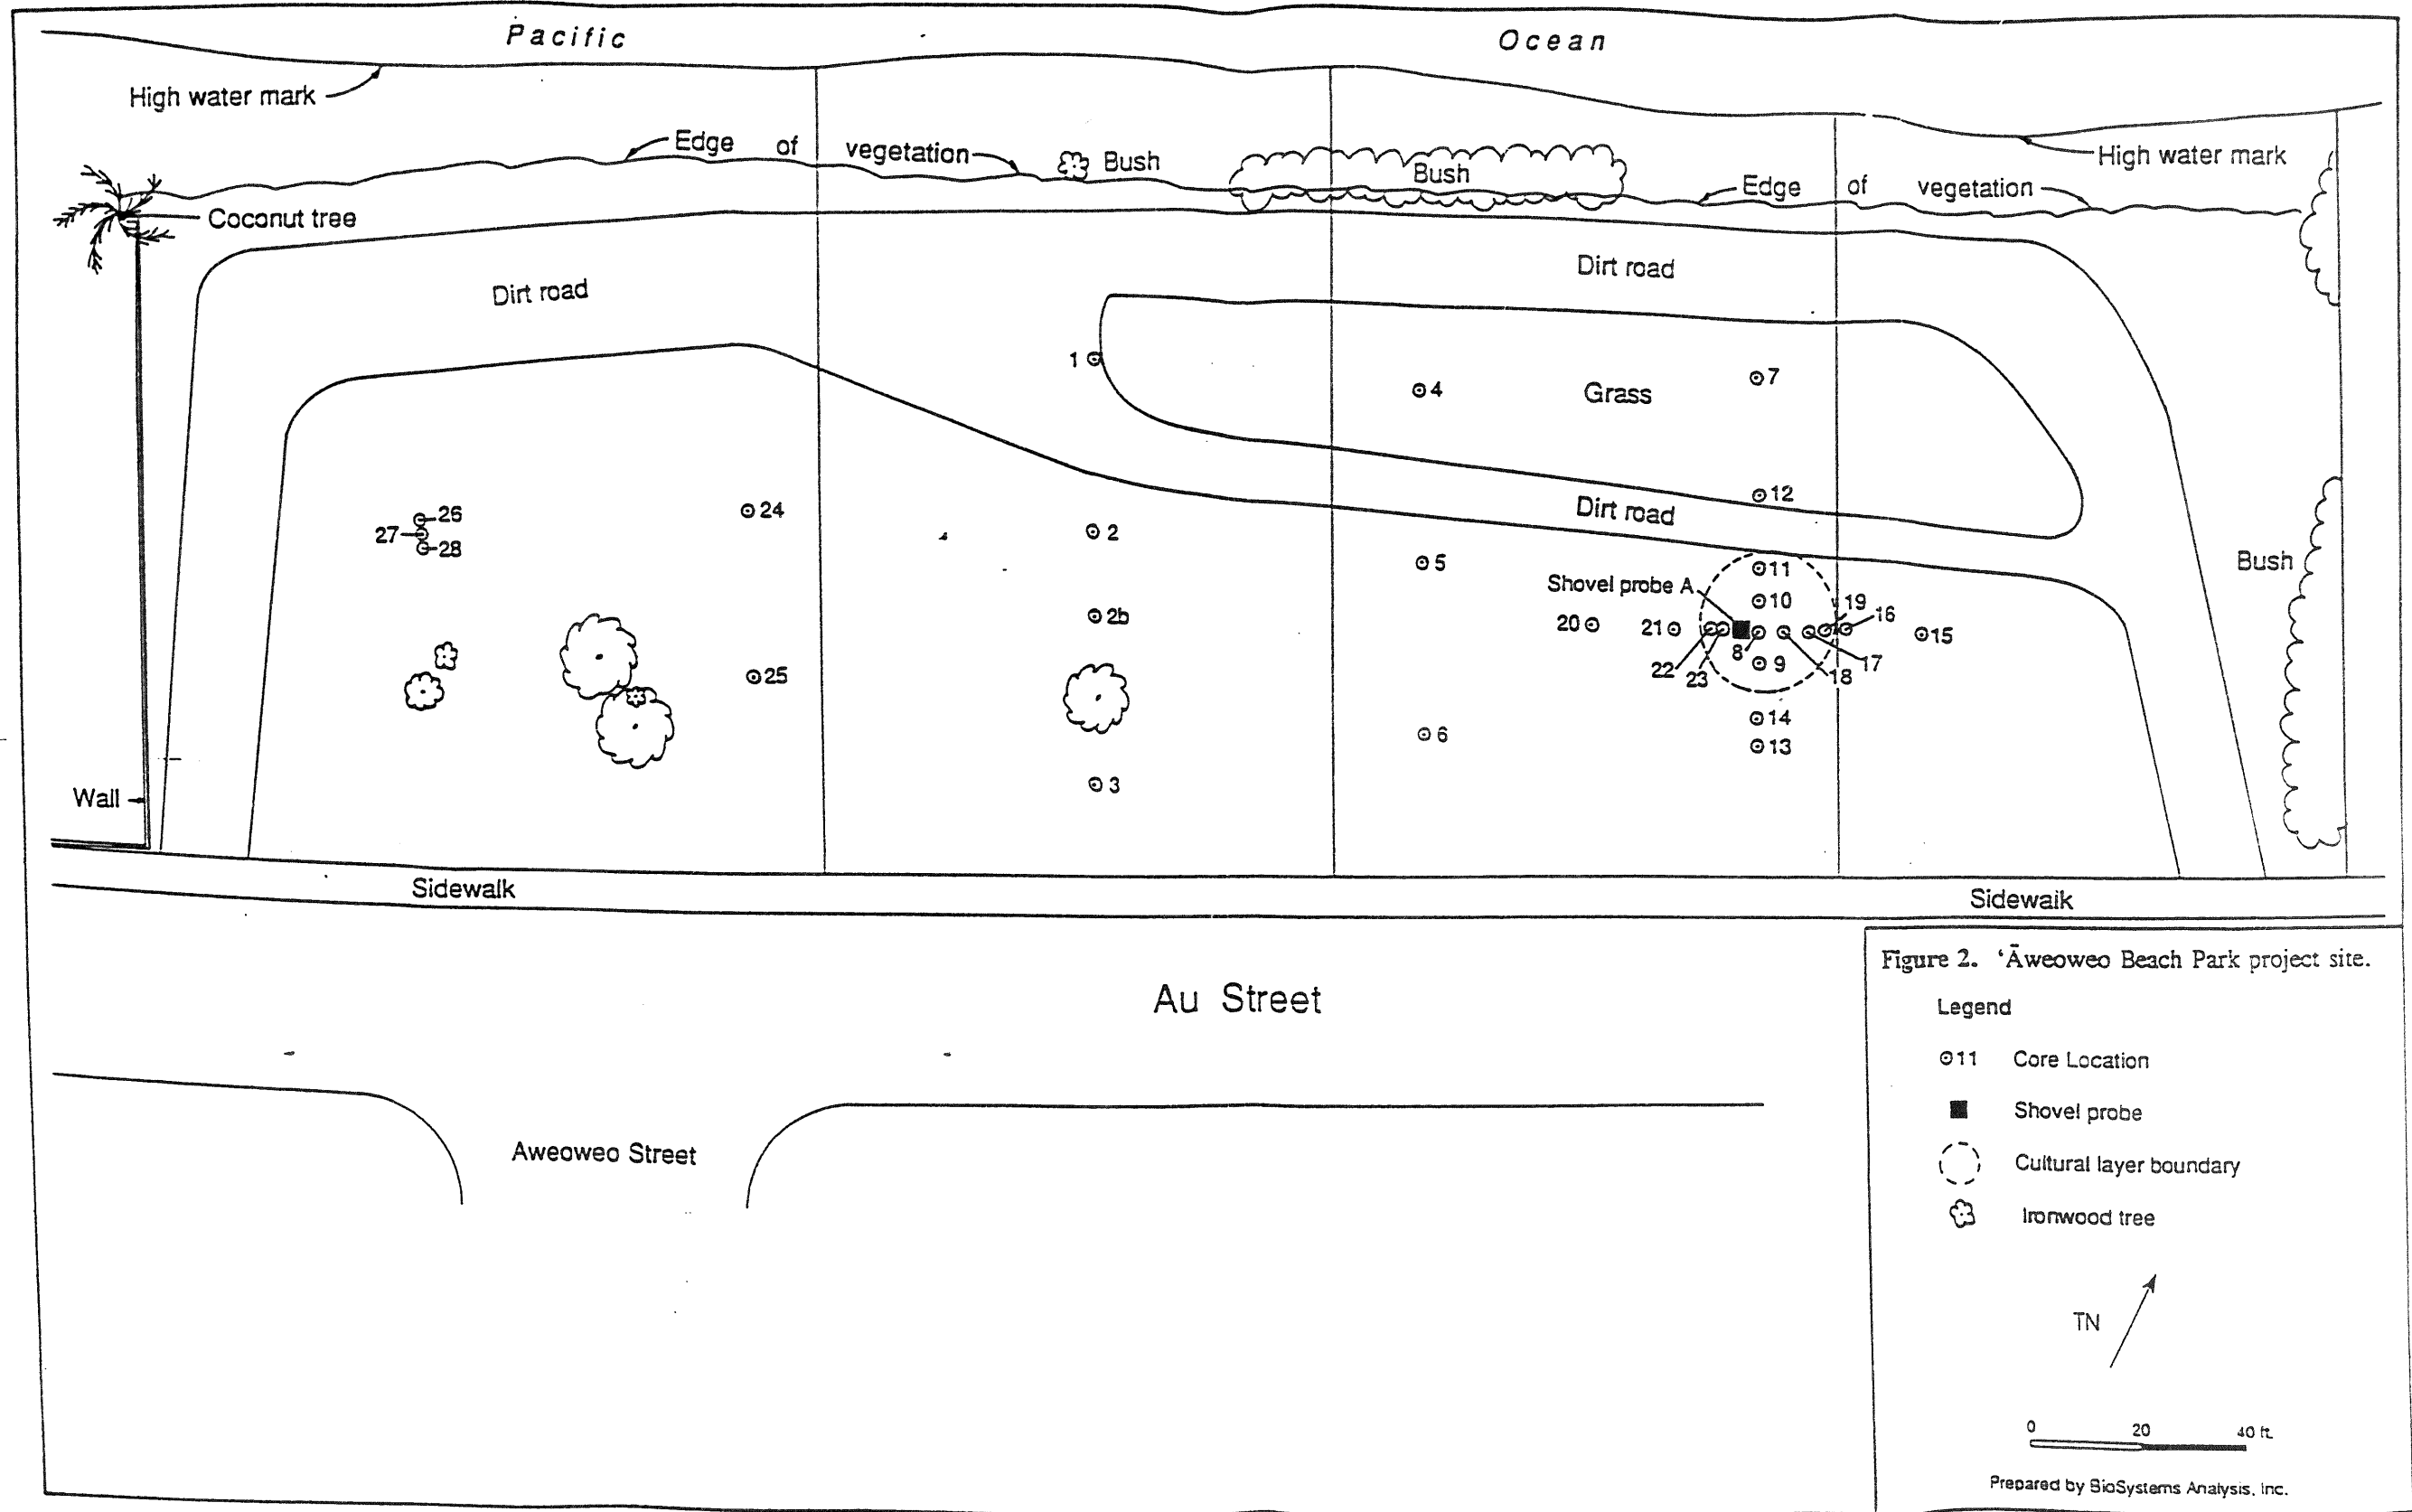 Pacific Ocean
High water mark
Edge of vegetation
Bush
Bush
High water mark
Edge of vegetation
Coconut tree
Dirt road
Dirt road
1
4
Grass
7
26
27
28
24
2
12
Dirt road
5
Bush
11
Shovel probe A
10
2b
19
16
20
21
15
8
9
22
23
17
18
25
14
6
13
3
Wall
Sidewalk
Sidewalk
Au Street
Aweoweo Street
Figure 2. ‘Āweoweo Beach Park project site.
Legend
11 Core Location
Shovel probe
Cultural layer boundary
Ironwood tree
TN
0 20 40 ft.
Prepared by BioSystems Analysis, Inc.